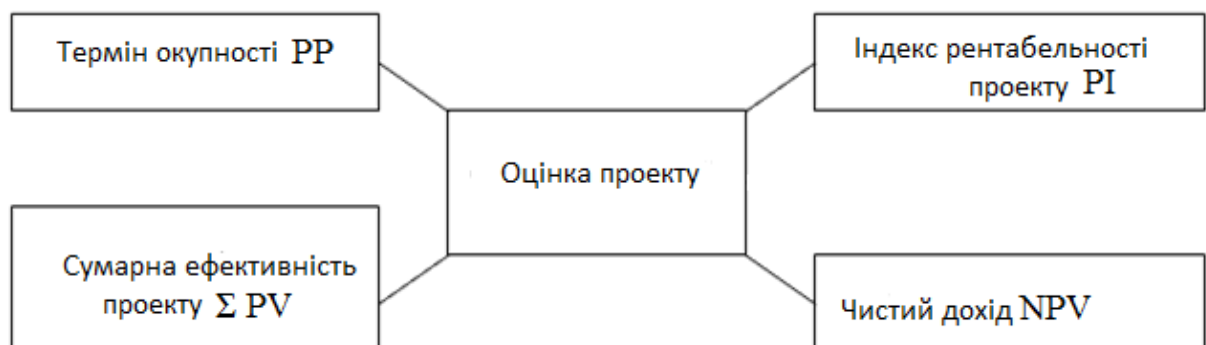 Термін окупності PP
Індекс рентабельності
проекту PI
Оцінка проекту
Сумарна ефективність
проекту Σ PV
Чистий дохід NPV